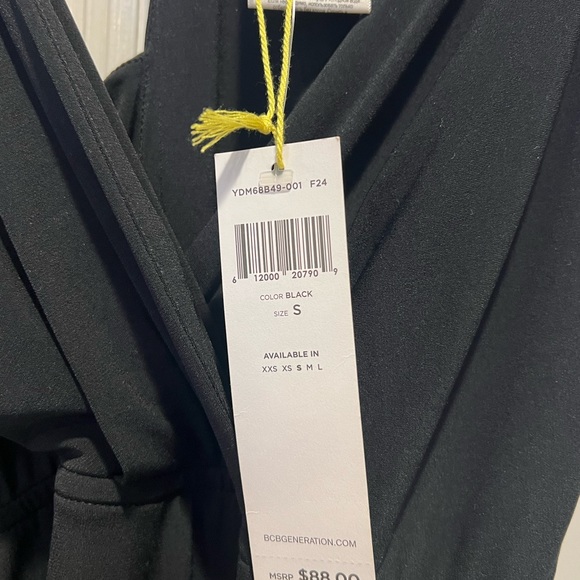 YDM68B49-001 F24
6 12000 20790 9
COLOR BLACK
SIZE S
AVAILABLE IN
XXS XS S M L
BCBGENERATION.COM
MSRP $88.00